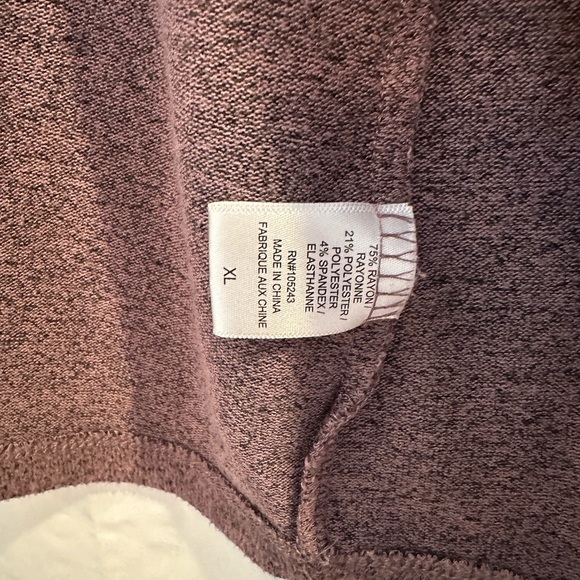 75% RAYON/
RAYONNE
21% POLYESTER/
POLYESTER
4% SPANDEX/
ELASTHANNE
RN#105243
MADE IN CHINA
FABRIQUE AUX CHINE
XL